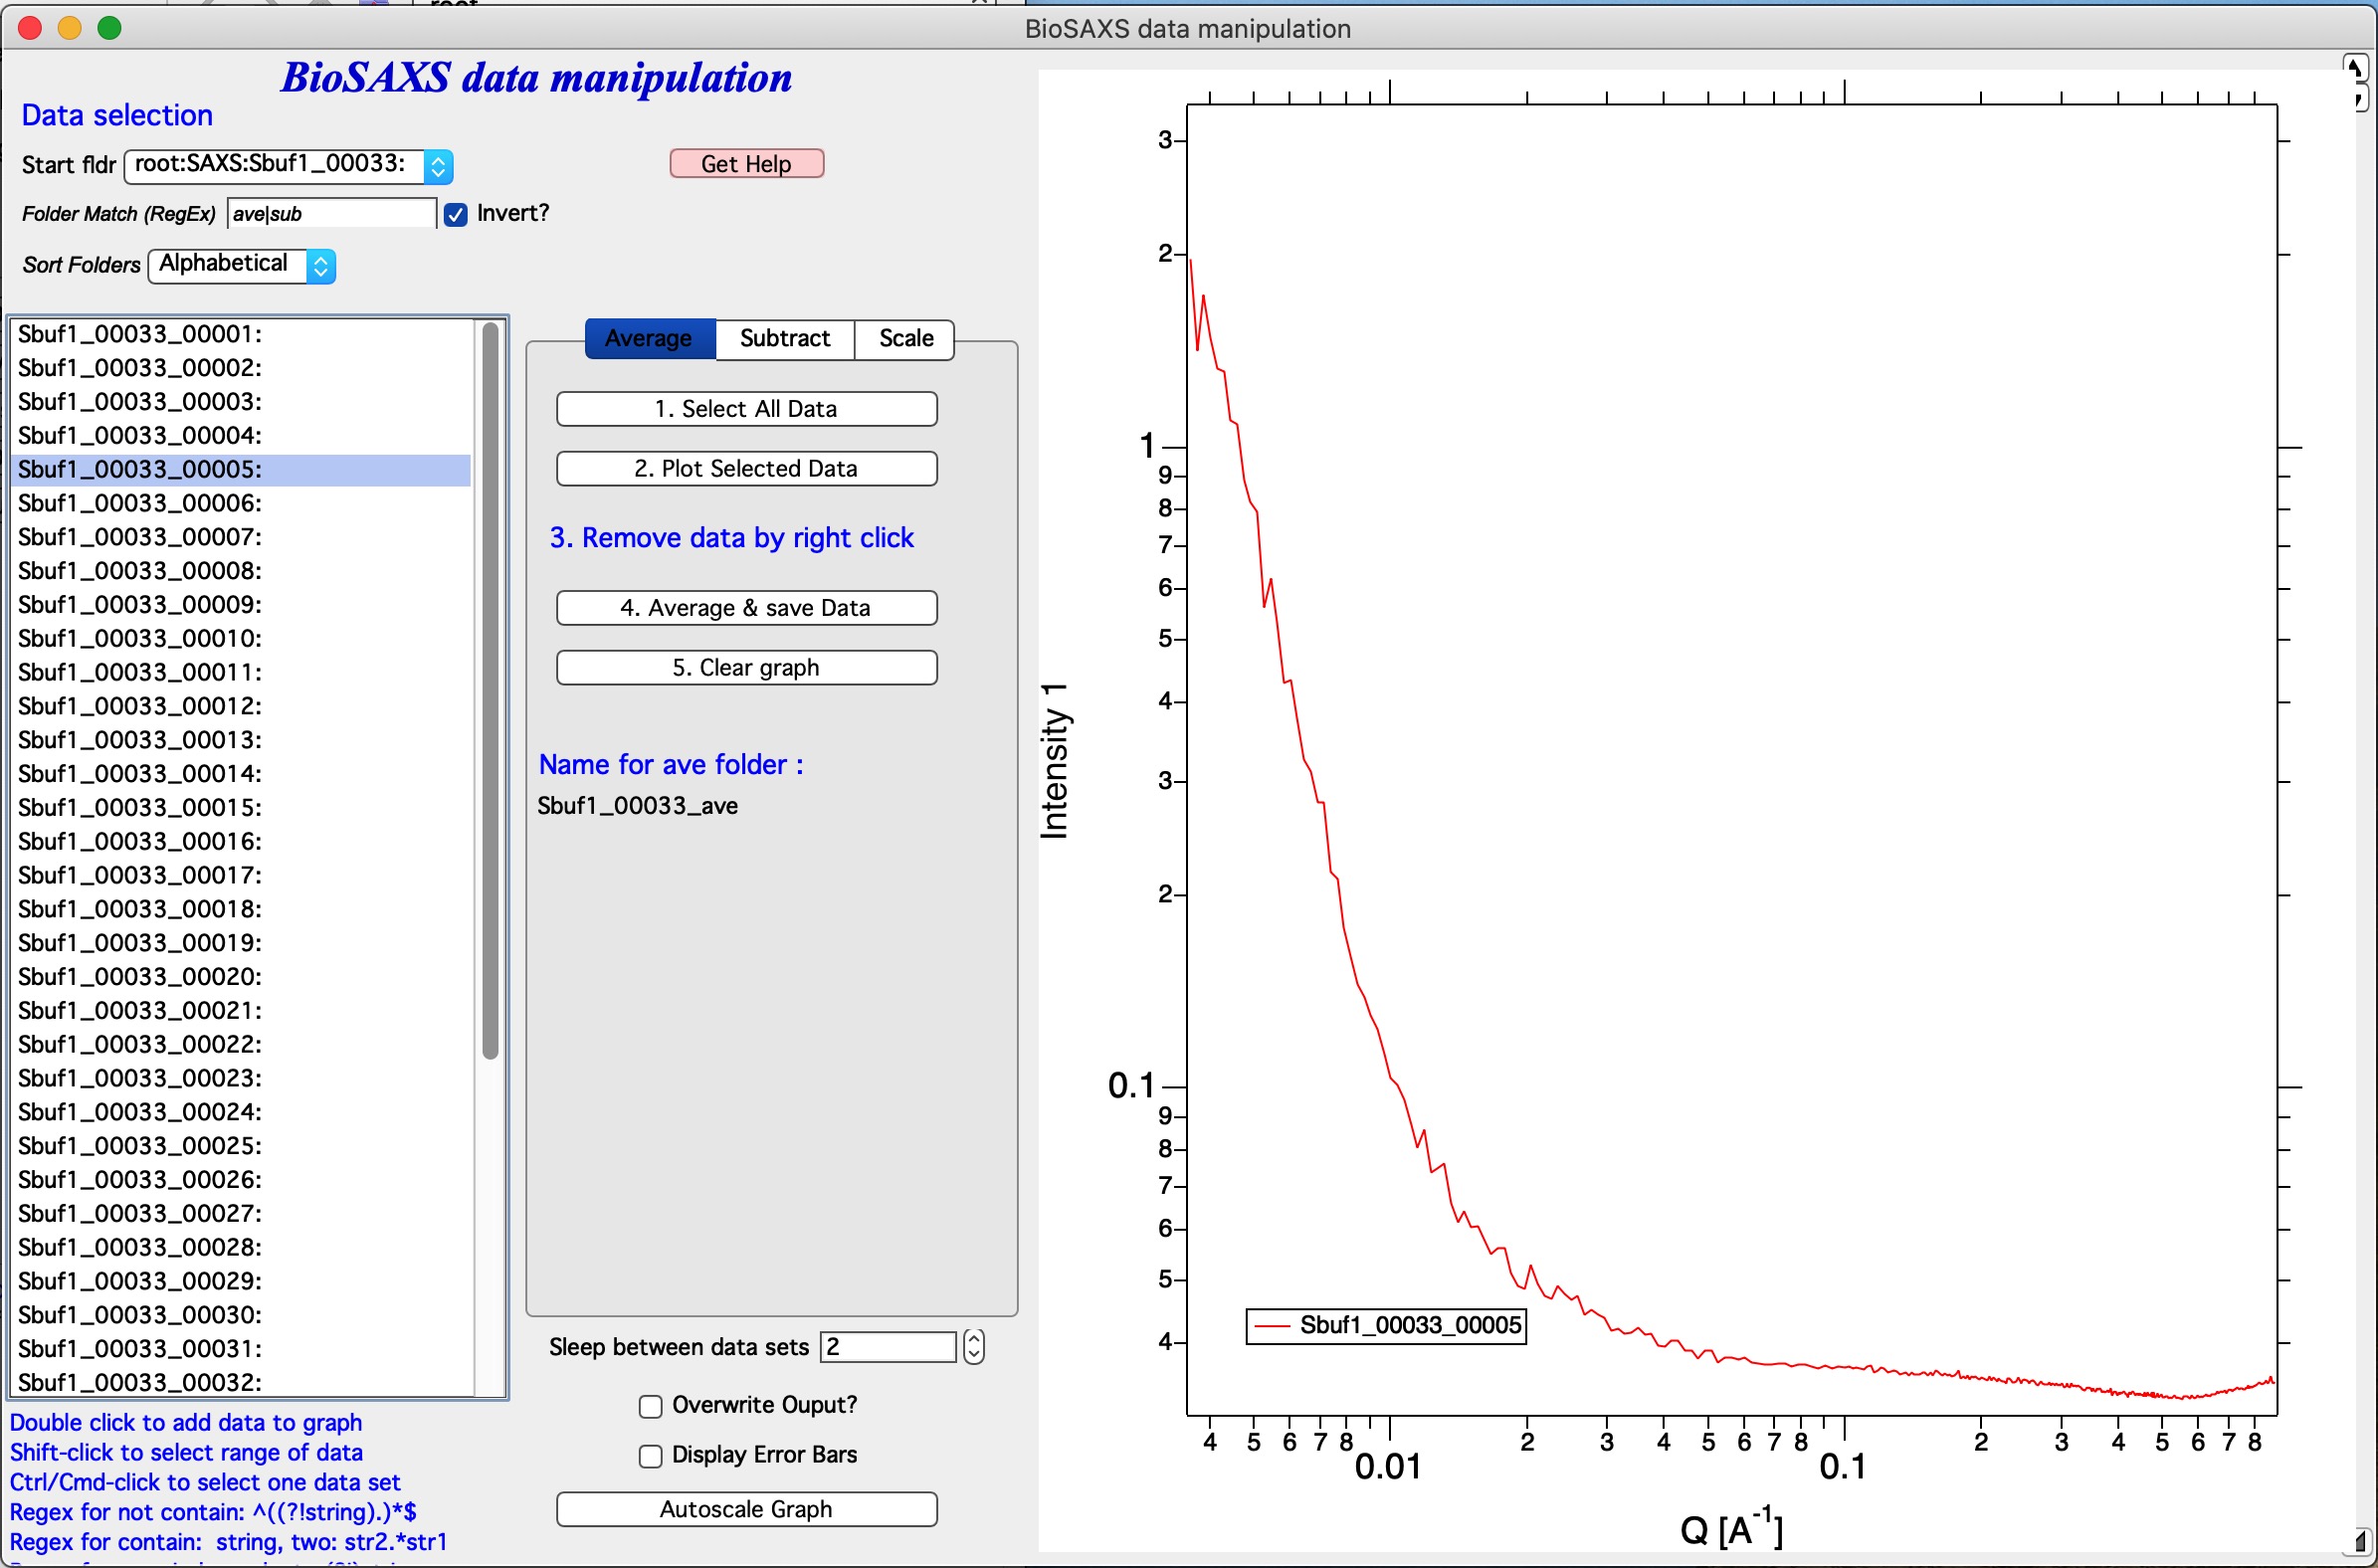 root
BioSAXS data manipulation
BioSAXS data manipulation
Data selection
Start fldr root:SAXS:Sbuf1_00033:
Get Help
Folder Match (RegEx) ave|sub Invert?
Sort Folders Alphabetical
Sbuf1_00033_00001:
Sbuf1_00033_00002:
Sbuf1_00033_00003:
Sbuf1_00033_00004:
Sbuf1_00033_00005:
Sbuf1_00033_00006:
Sbuf1_00033_00007:
Sbuf1_00033_00008:
Sbuf1_00033_00009:
Sbuf1_00033_00010:
Sbuf1_00033_00011:
Sbuf1_00033_00012:
Sbuf1_00033_00013:
Sbuf1_00033_00014:
Sbuf1_00033_00015:
Sbuf1_00033_00016:
Sbuf1_00033_00017:
Sbuf1_00033_00018:
Sbuf1_00033_00019:
Sbuf1_00033_00020:
Sbuf1_00033_00021:
Sbuf1_00033_00022:
Sbuf1_00033_00023:
Sbuf1_00033_00024:
Sbuf1_00033_00025:
Sbuf1_00033_00026:
Sbuf1_00033_00027:
Sbuf1_00033_00028:
Sbuf1_00033_00029:
Sbuf1_00033_00030:
Sbuf1_00033_00031:
Sbuf1_00033_00032:
Double click to add data to graph
Shift-click to select range of data
Ctrl/Cmd-click to select one data set
Regex for not contain: ^((?!string).)*$
Regex for contain: string, two: str2.*str1
Average Subtract Scale
1. Select All Data
2. Plot Selected Data
3. Remove data by right click
4. Average & save Data
5. Clear graph
Name for ave folder :
Sbuf1_00033_ave
Sleep between data sets 2
Overwrite Ouput?
Display Error Bars
Autoscale Graph
Intensity 1
3
2
1
9
8
7
6
5
4
3
2
0.1
9
8
7
6
5
4
Sbuf1_00033_00005
4 5 6 7 8 2 3 4 5 6 7 8 2 3 4 5 6 7 8
0.01 0.1
Q [A-1]